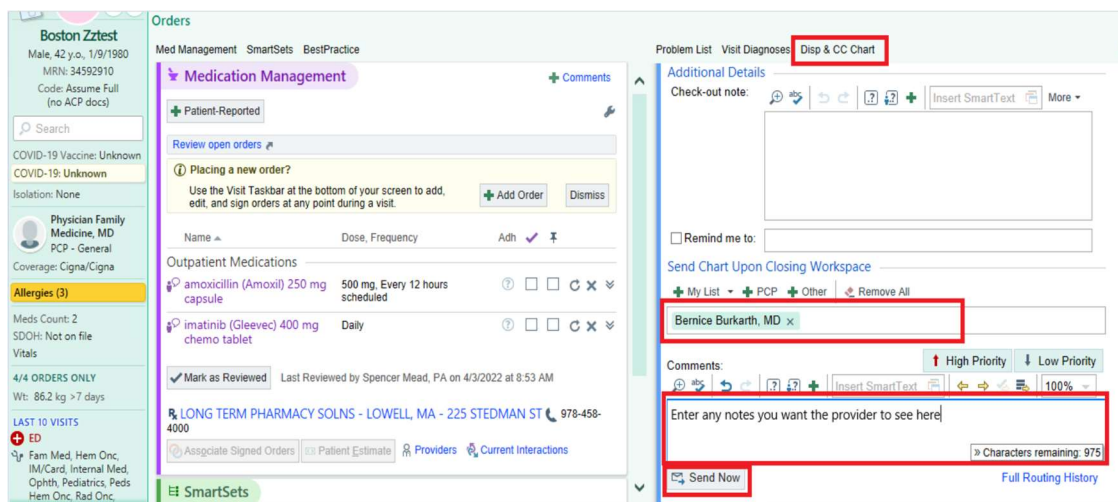 Boston Zztest
Male, 42 y.o., 1/9/1980
MRN: 34592910
Code: Assume Full
(no ACP docs)
Search
COVID-19 Vaccine: Unknown
COVID-19: Unknown
Isolation: None
Physician Family
Medicine, MD
PCP - General
Coverage: Cigna/Cigna
Allergies (3)
Meds Count: 2
SDOH: Not on file
Vitals
4/4 ORDERS ONLY
Wt: 86.2 kg >7 days
LAST 10 VISITS
ED
Fam Med, Hem Onc,
IM/Card, Internal Med,
Ophth, Pediatrics, Peds
Hem Onc, Rad Onc,
Orders
Med Management SmartSets BestPractice
Medication Management
Comments
Patient-Reported
Review open orders
Placing a new order?
Use the Visit Taskbar at the bottom of your screen to add,
edit, and sign orders at any point during a visit.
Add Order Dismiss
Name Dose, Frequency Adh
Outpatient Medications
amoxicillin (Amoxil) 250 mg
capsule
500 mg, Every 12 hours
scheduled
imatinib (Gleevec) 400 mg
chemo tablet
Daily
Mark as Reviewed Last Reviewed by Spencer Mead, PA on 4/3/2022 at 8:53 AM
LONG TERM PHARMACY SOLNS - LOWELL, MA - 225 STEDMAN ST 978-458-
4000
Associate Signed Orders Patient Estimate Providers Current Interactions
SmartSets
Problem List Visit Diagnoses Disp & CC Chart
Additional Details
Check-out note:
abc Insert SmartText More
Remind me to:
Send Chart Upon Closing Workspace
My List PCP Other Remove All
Bernice Burkarth, MD ×
High Priority Low Priority
Comments:
abc Insert SmartText 100%
Enter any notes you want the provider to see here
» Characters remaining: 975
Send Now
Full Routing History